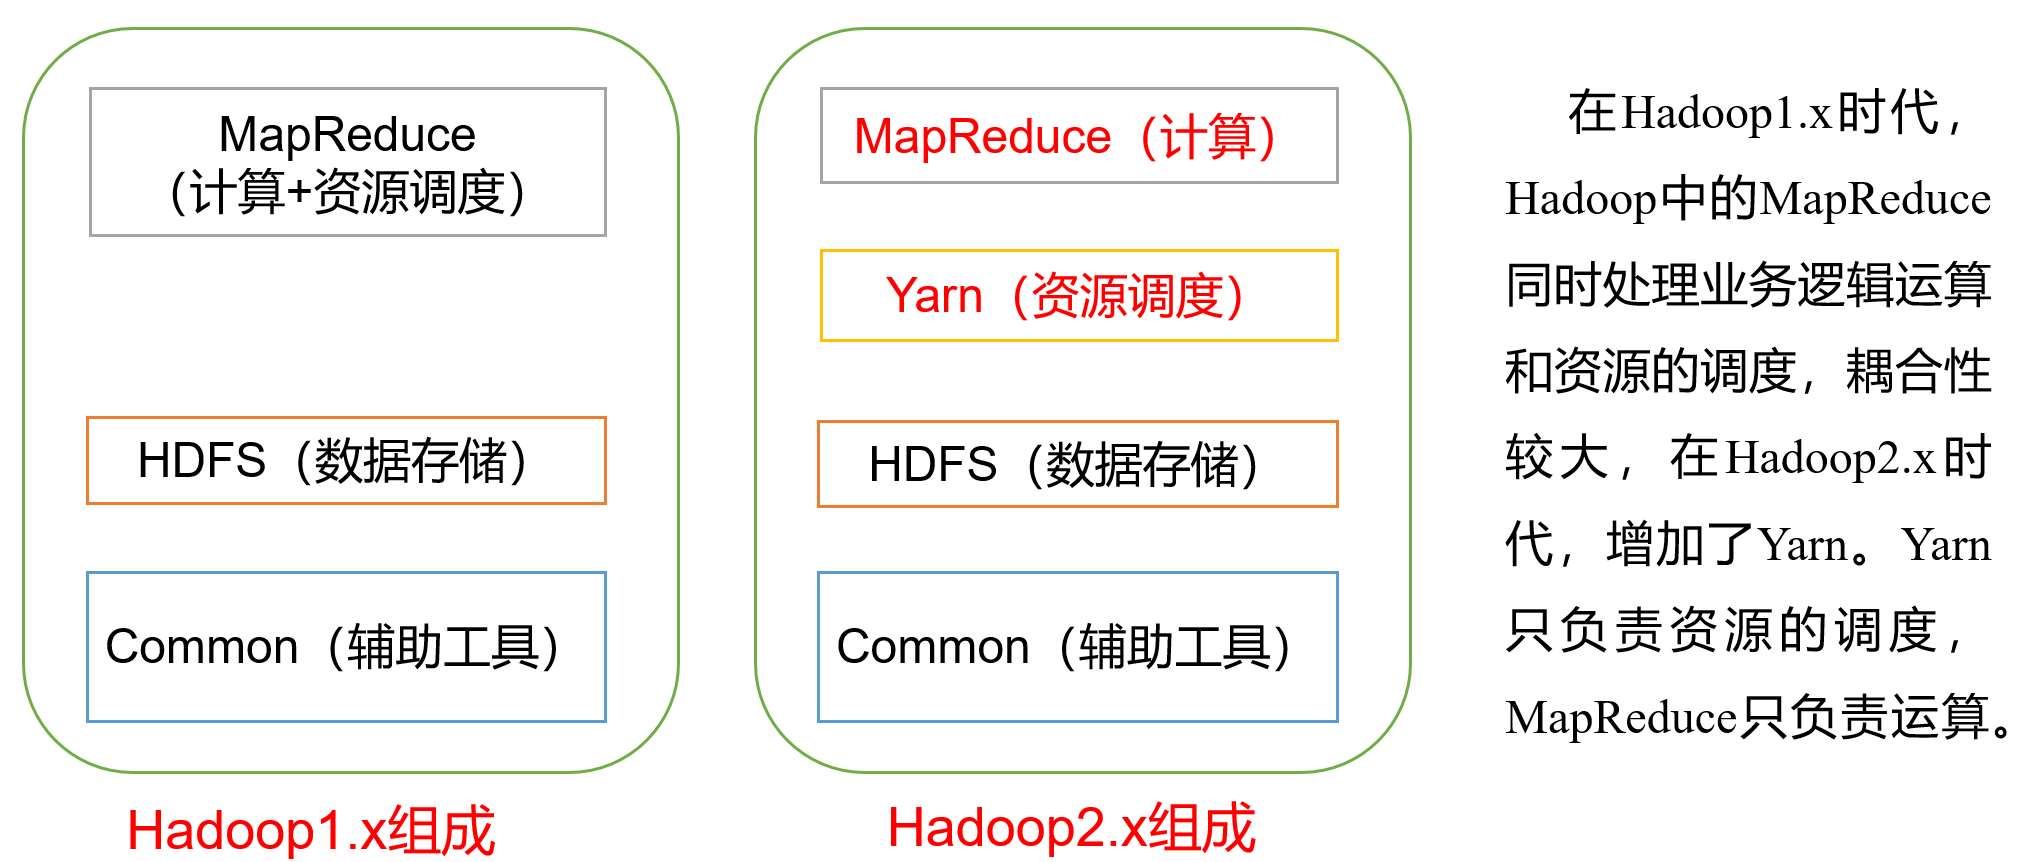 MapReduce
（计算+资源调度）
HDFS（数据存储）
Common（辅助工具）
Hadoop1.x组成
MapReduce（计算）
Yarn（资源调度）
HDFS（数据存储）
Common（辅助工具）
Hadoop2.x组成
在Hadoop1.x时代，
Hadoop中的MapReduce
同时处理业务逻辑运算
和资源的调度，耦合性
较大，在Hadoop2.x时
代，增加了Yarn。Yarn
只负责资源的调度，
MapReduce只负责运算。